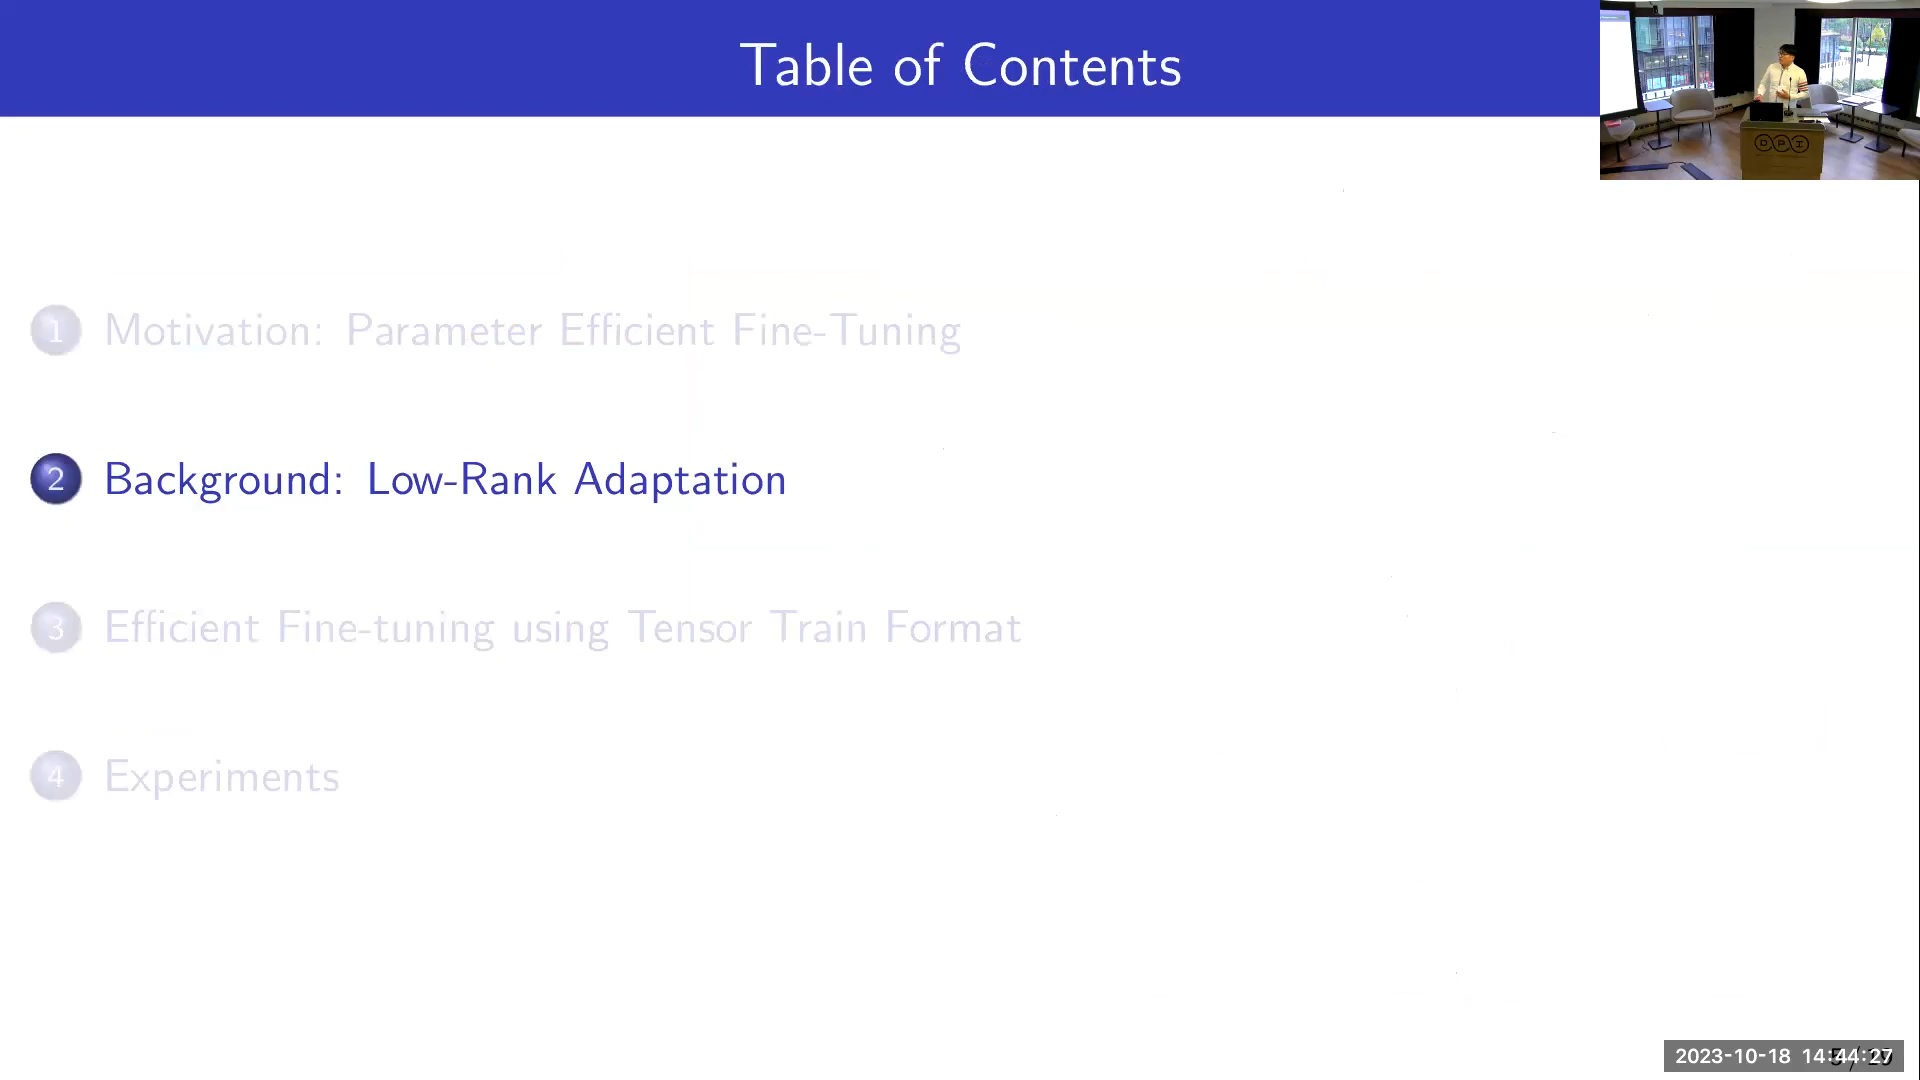 Table of Contents
DPI
1 Motivation: Parameter Efficient Fine-Tuning
2 Background: Low-Rank Adaptation
3 Efficient Fine-tuning using Tensor Train Format
4 Experiments
2023-10-18 14:44:27